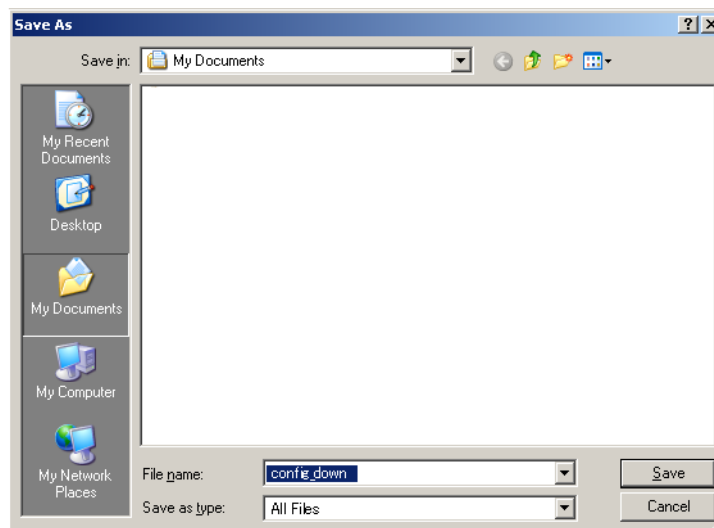 Save As
Save in:
My Documents
My Recent
Documents
Desktop
My Documents
My Computer
My Network
Places
File name:
config_down
Save
Save as type:
All Files
Cancel